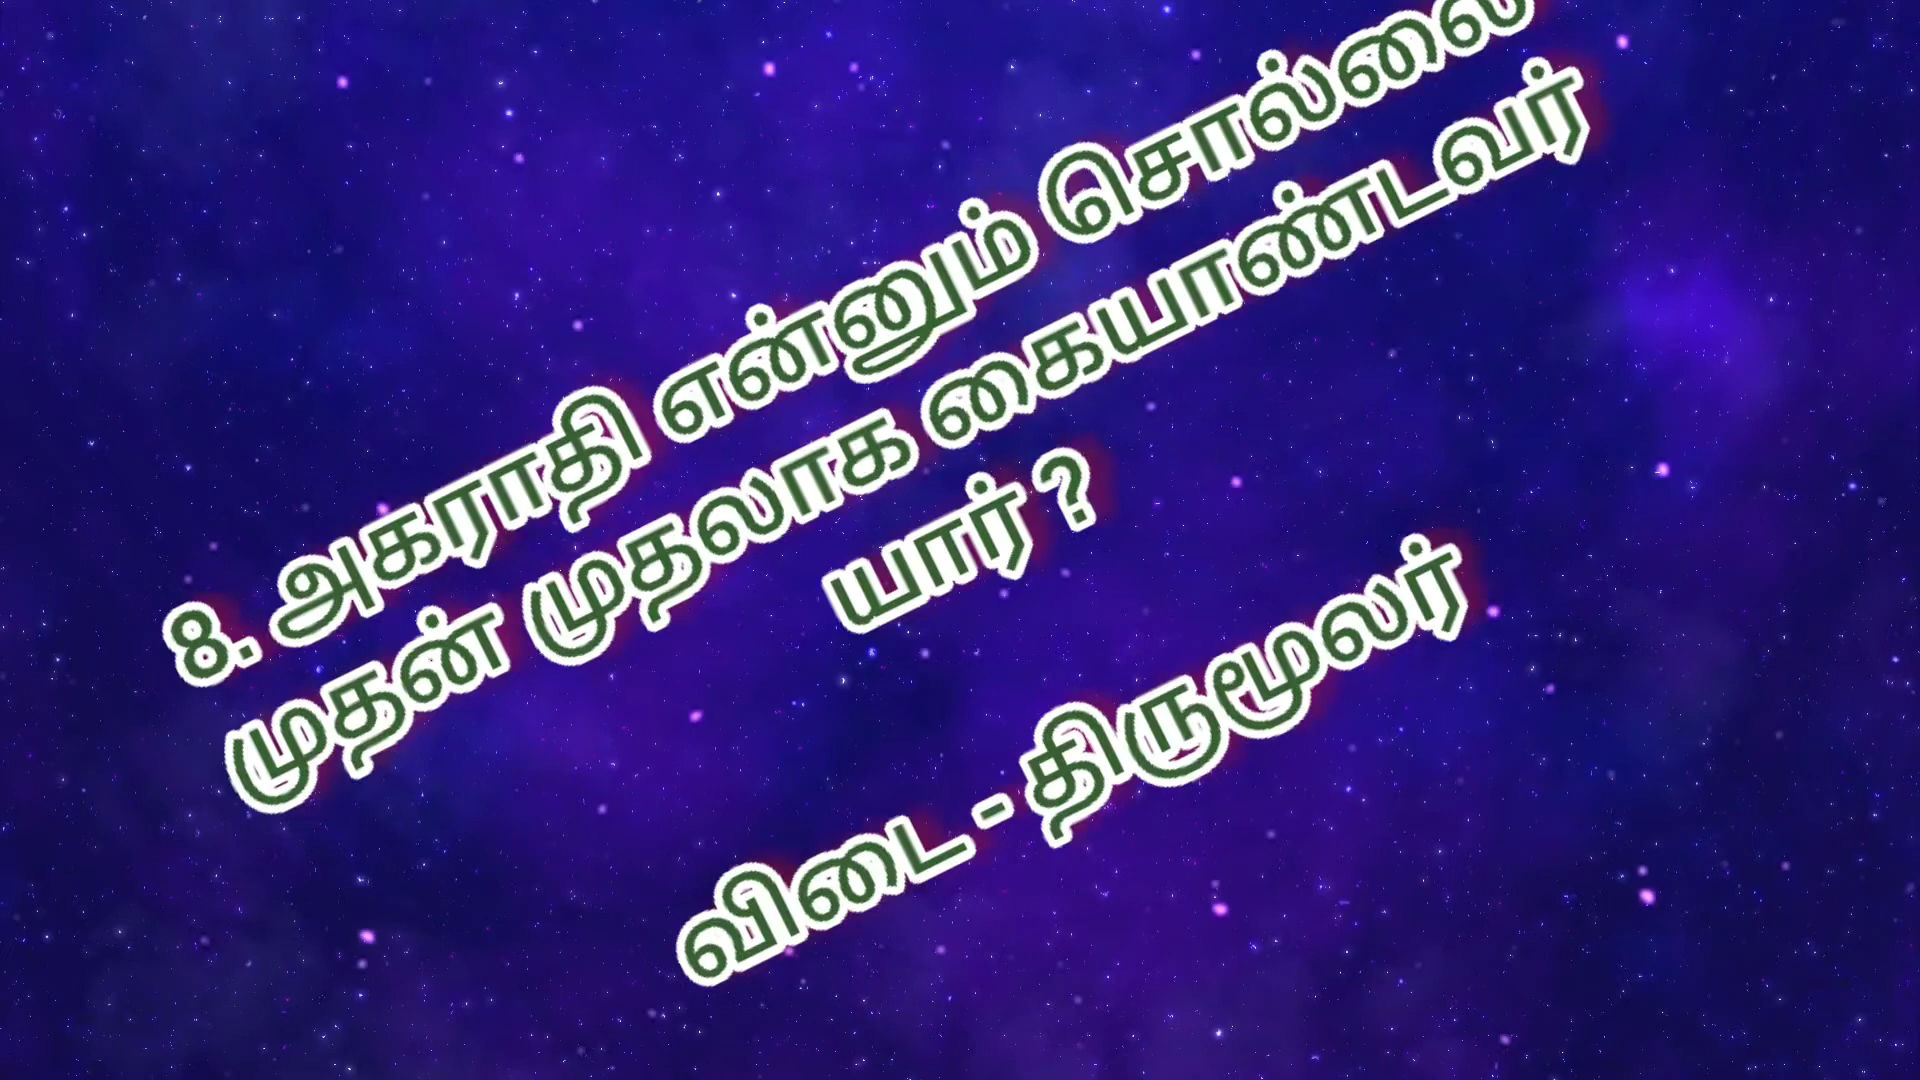 8. அகராதி என்னும் சொல்லை
முதன் முதலாக கையாண்டவர்
யார் ?
விடை - திருமூலர்